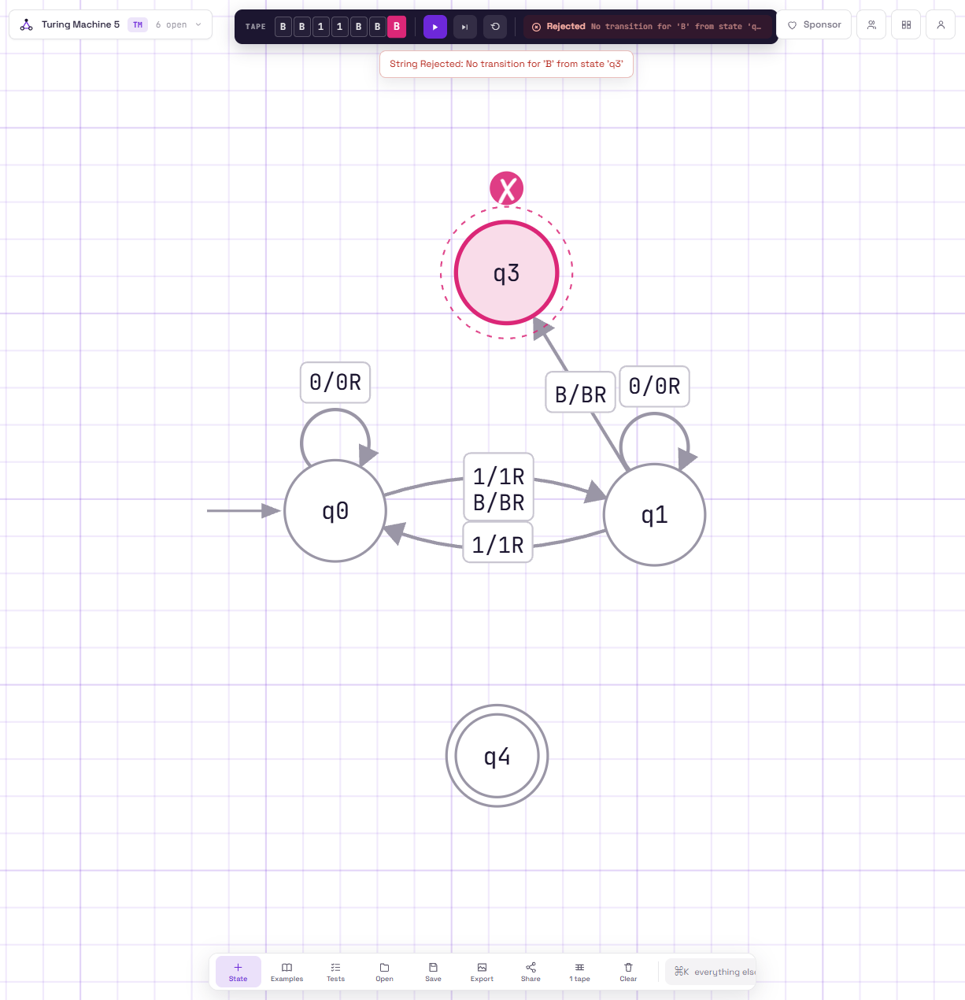 Turing Machine 5 TM 6 open
TAPE B B 1 1 B B B
Rejected No transition for 'B' from state 'q…
Sponsor
String Rejected: No transition for 'B' from state 'q3'
X
q3
0/0R
B/BR
0/0R
1/1R
B/BR
q0
q1
1/1R
q4
State
Examples
Tests
Open
Save
Export
Share
1 tape
Clear
⌘K everything else